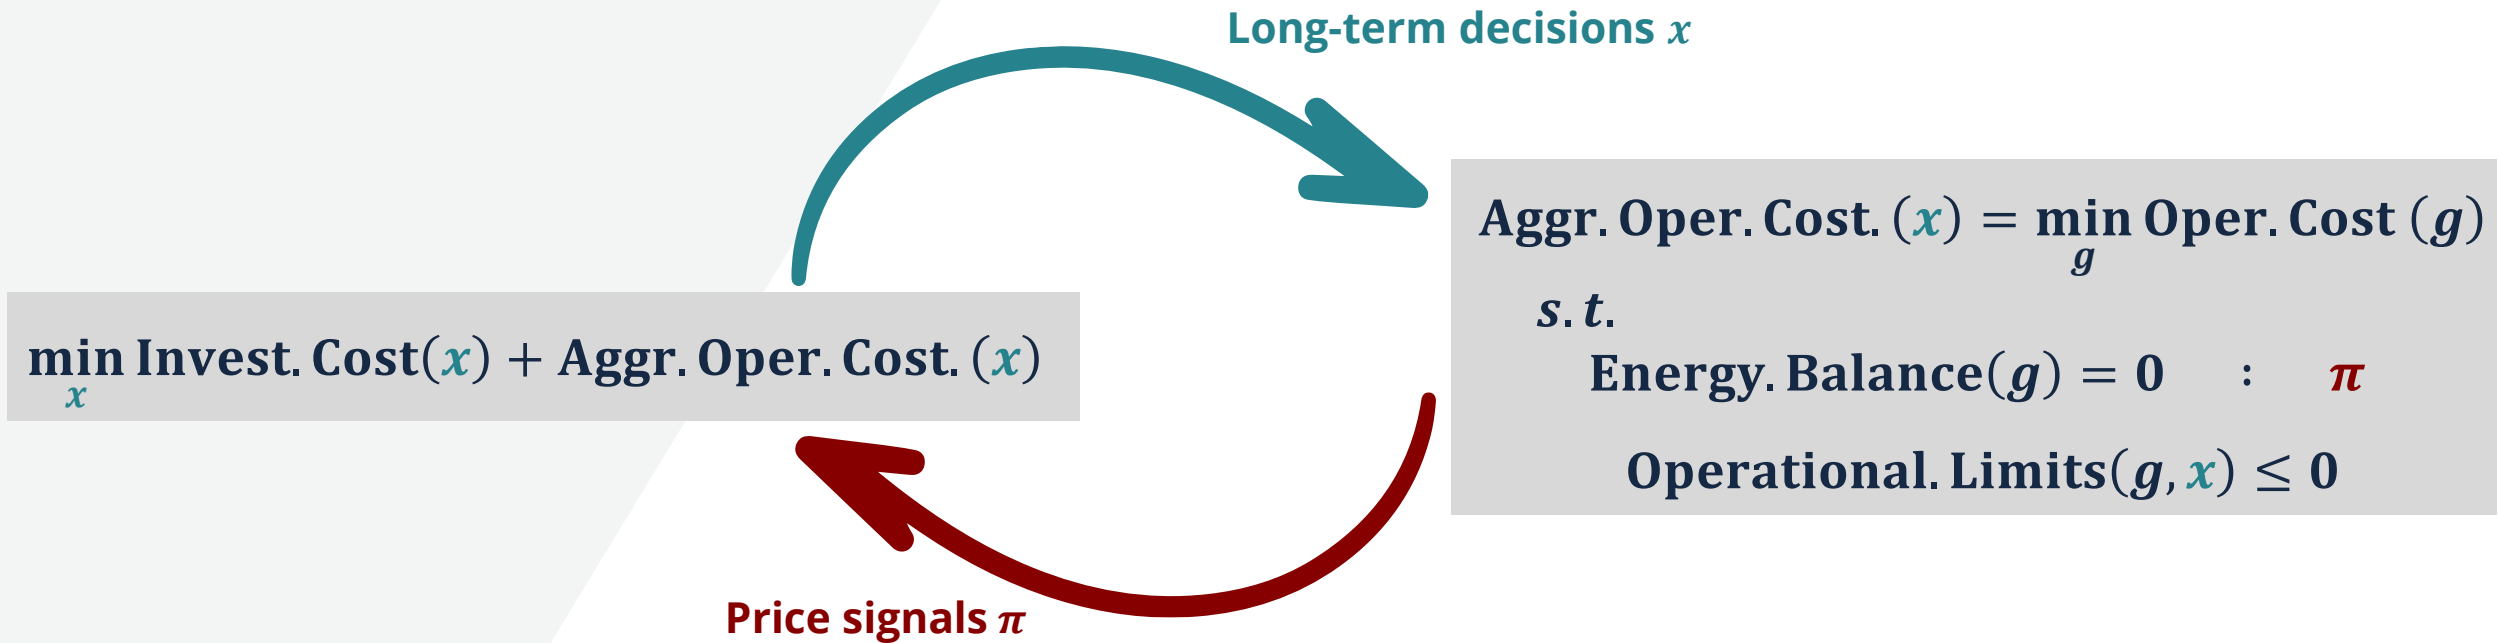 Long-term decisions x
min Invest. Cost(x) + Aggr. Oper. Cost. (x)
x
Aggr. Oper. Cost. (x) = min Oper. Cost (g)
g
s. t.
Energy. Balance(g) = 0 : π
Operational. Limits(g, x) ≤ 0
Price signals π